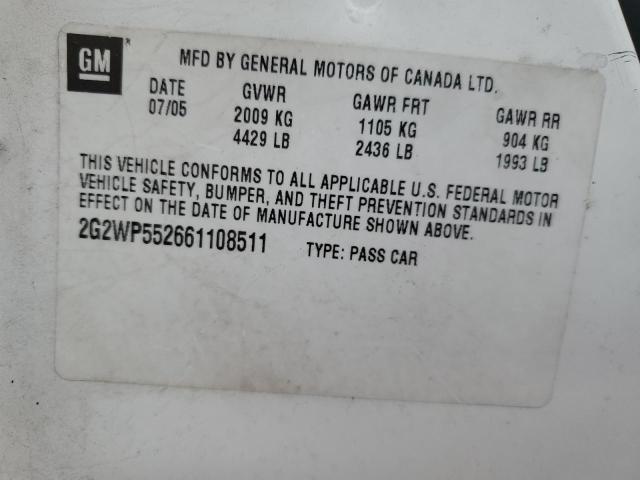 GM
MFD BY GENERAL MOTORS OF CANADA LTD.
DATE GVWR GAWR FRT GAWR RR
07/05 2009 KG 1105 KG 904 KG
4429 LB 2436 LB 1993 LB
THIS VEHICLE CONFORMS TO ALL APPLICABLE U.S. FEDERAL MOTOR
VEHICLE SAFETY, BUMPER, AND THEFT PREVENTION STANDARDS IN
EFFECT ON THE DATE OF MANUFACTURE SHOWN ABOVE.
2G2WP552661108511 TYPE: PASS CAR